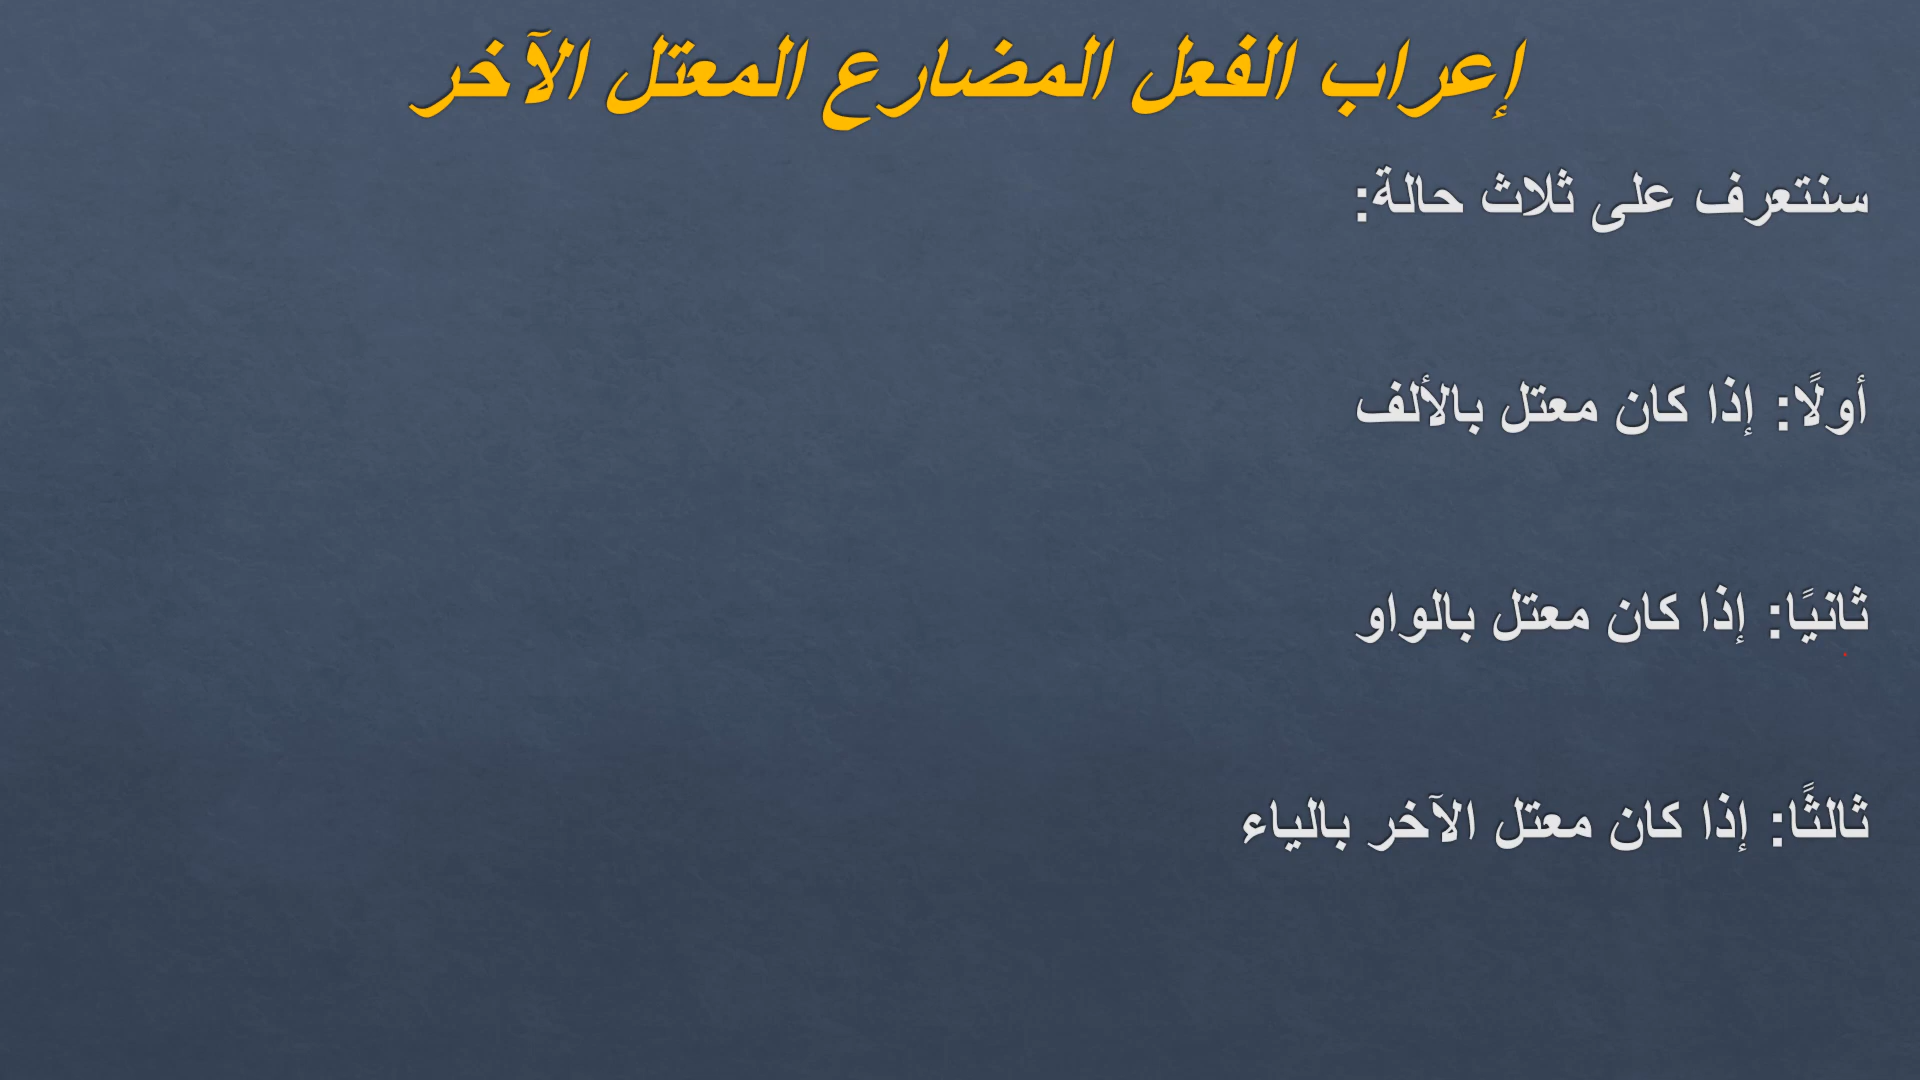 إعراب الفعل المضارع المعتل الآخر
سنتعرف على ثلاث حالة:
أولًا: إذا كان معتل بالألف
ثانيًا: إذا كان معتل بالواو
ثالثًا: إذا كان معتل الآخر بالياء